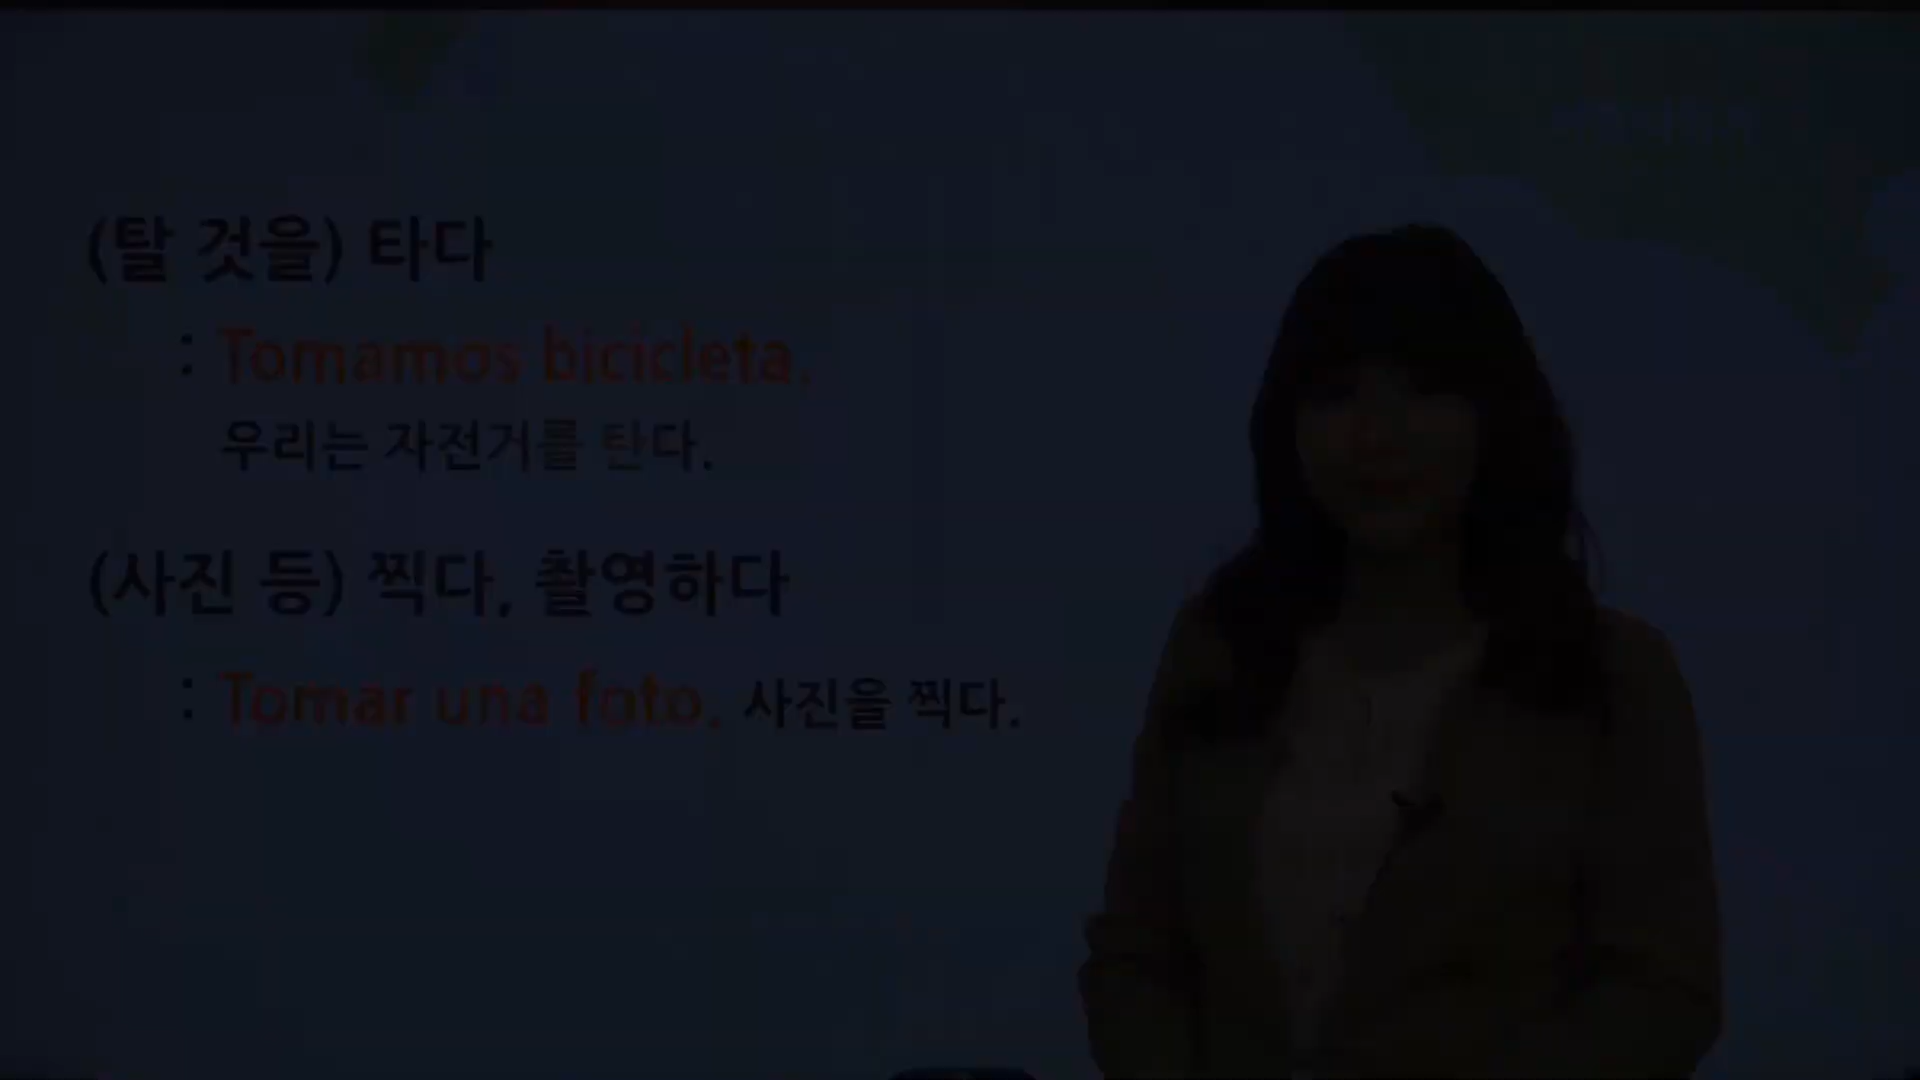 (탈 것을) 타다
: Tomamos bicicleta.
우리는 자전거를 탄다.
(사진 등) 찍다, 촬영하다
: Tomar una foto. 사진을 찍다.